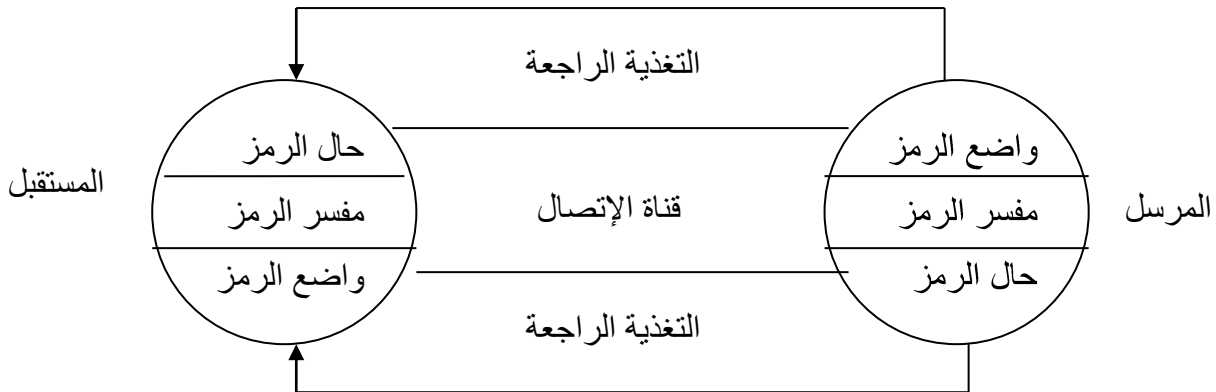 التغذية الراجعة
واضع الرمز
حال الرمز
المرسل
مفسر الرمز
قناة الإتصال
مفسر الرمز
المستقبل
حال الرمز
واضع الرمز
التغذية الراجعة